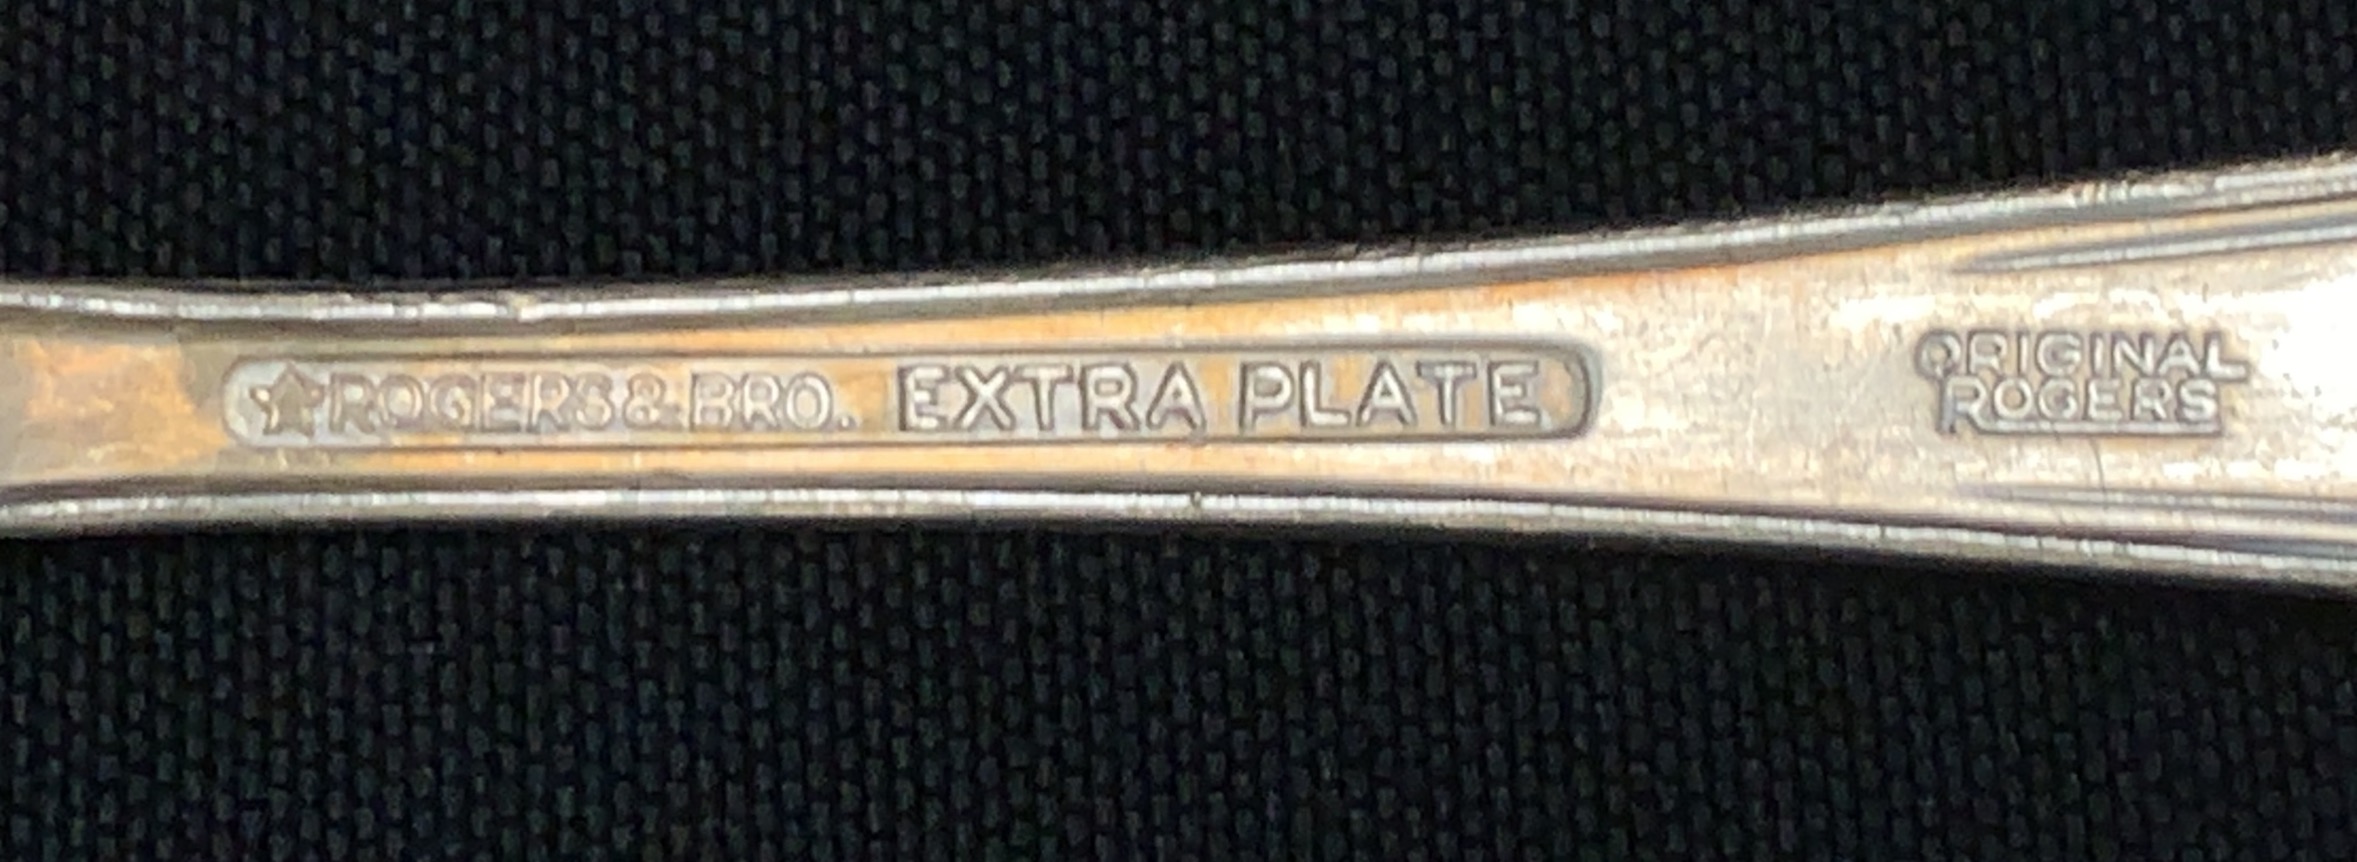 ★ROGERS & BRO. EXTRA PLATE
ORIGINAL
ROGERS